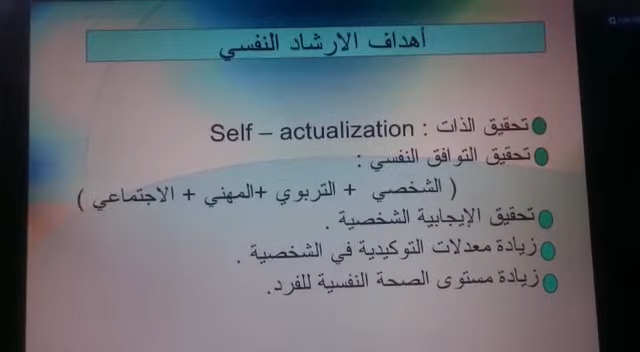 أهداف الارشاد النفسي
تحقيق الذات : Self – actualization
تحقيق التوافق النفسي :
( الشخصي + التربوي +المهني + الاجتماعي )
تحقيق الإيجابية الشخصية .
زيادة معدلات التوكيدية في الشخصية .
زيادة مستوى الصحة النفسية للفرد.